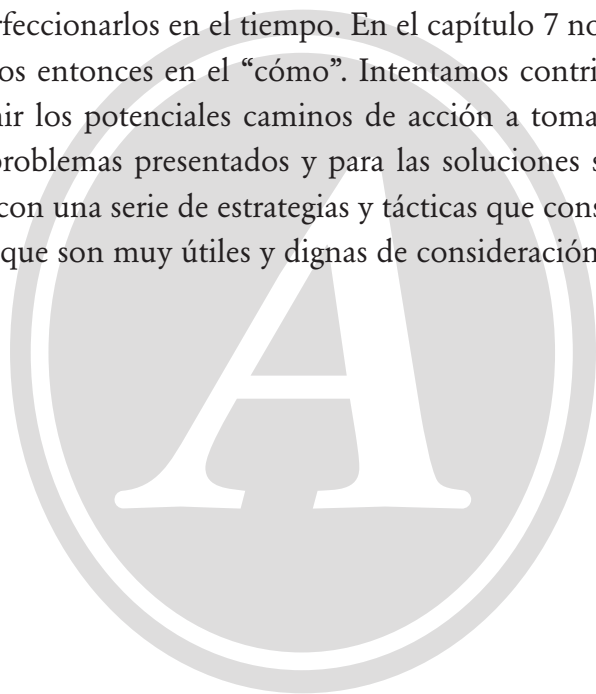 rfeccionarlos en el tiempo. En el capítulo 7 no
os entonces en el “cómo”. Intentamos contri
nir los potenciales caminos de acción a toma
problemas presentados y para las soluciones s
con una serie de estrategias y tácticas que cons
que son muy útiles y dignas de consideración
A